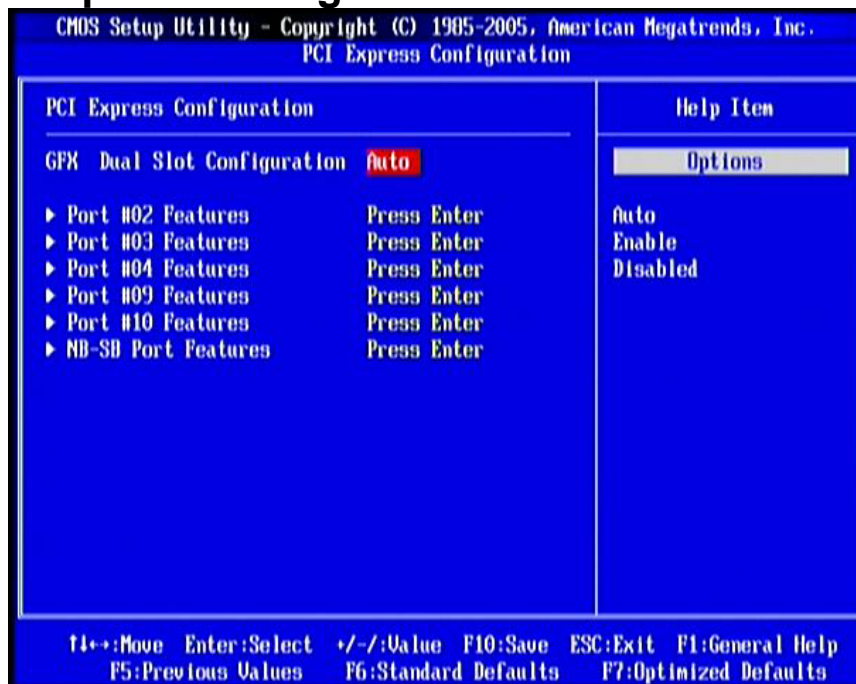 CMOS Setup Utility - Copyright (C) 1985-2005, American Megatrends, Inc.
PCI Express Configuration
PCI Express Configuration
Help Item
GFX Dual Slot Configuration Auto
Options
▶ Port #02 Features Press Enter
Auto
▶ Port #03 Features Press Enter
Enable
▶ Port #04 Features Press Enter
Disabled
▶ Port #09 Features Press Enter
▶ Port #10 Features Press Enter
▶ NB-SB Port Features Press Enter
↑↓↔:Move Enter:Select +/-/:Value F10:Save ESC:Exit F1:General Help
F5:Previous Values F6:Standard Defaults F7:Optimized Defaults